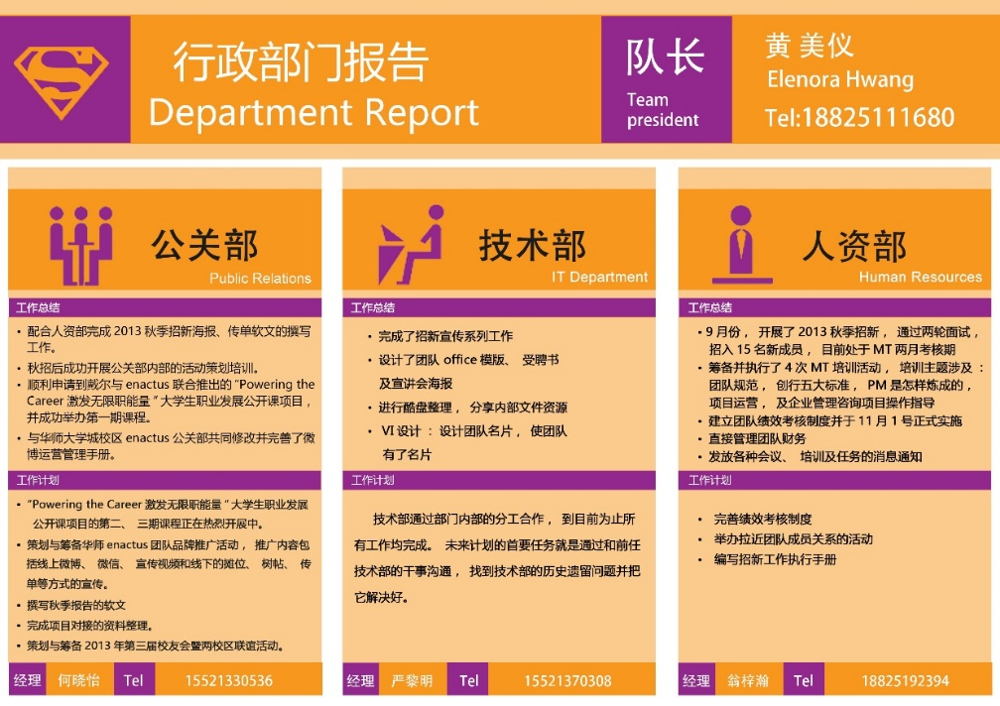 行政部门报告
Department Report
队长
Team
president
黄 美仪
Elenora Hwang
Tel:18825111680
公关部
Public Relations
工作总结
• 配合人资部完成 2013 秋季招新海报、传单软文的撰写
工作。
• 秋招后成功开展公关部内部的活动策划培训。
• 顺利申请到戴尔与 enactus 联合推出的 "Powering the
Career 激发无限职能量 " 大学生职业发展公开课项目，
并成功举办第一期课程。
• 与华师大学城校区 enactus 公关部共同修改并完善了微
博运营管理手册。
工作计划
• "Powering the Career 激发无限职能量 " 大学生职业发展
公开课项目的第二、 三期课程正在热烈开展中。
• 策划与筹备华师 enactus 团队品牌推广活动， 推广内容包
括线上微博、 微信、 宣传视频和线下的摊位、 树帖、 传
单等方式的宣传。
• 撰写秋季报告的软文
• 完成项目对接的资料整理。
• 策划与筹备 2013 年第三届校友会暨两校区联谊活动。
经理 何晓怡 Tel 15521330536
技术部
IT Department
工作总结
• 完成了招新宣传系列工作
• 设计了团队 office 模版、 受聘书
及宣讲会海报
• 进行酷盘整理， 分享内部文件资源
• VI 设计 ： 设计团队名片， 使团队
有了名片
工作计划
技术部通过部门内部的分工合作， 到目前为止所
有工作均完成。 未来计划的首要任务就是通过和前任
技术部的干事沟通， 找到技术部的历史遗留问题并把
它解决好。
经理 严黎明 Tel 15521370308
人资部
Human Resources
工作总结
• 9 月份， 开展了 2013 秋季招新， 通过两轮面试，
招入 15 名新成员， 目前处于 MT 两月考核期
• 筹备并执行了 4 次 MT 培训活动， 培训主题涉及：
团队规范， 创行五大标准， PM 是怎样炼成的，
项目运营， 及企业管理咨询项目操作指导
• 建立团队绩效考核制度并于 11 月 1 号正式实施
• 直接管理团队财务
• 发放各种会议、 培训及任务的消息通知
工作计划
• 完善绩效考核制度
• 举办拉近团队成员关系的活动
• 编写招新工作执行手册
经理 翁梓瀚 Tel 18825192394